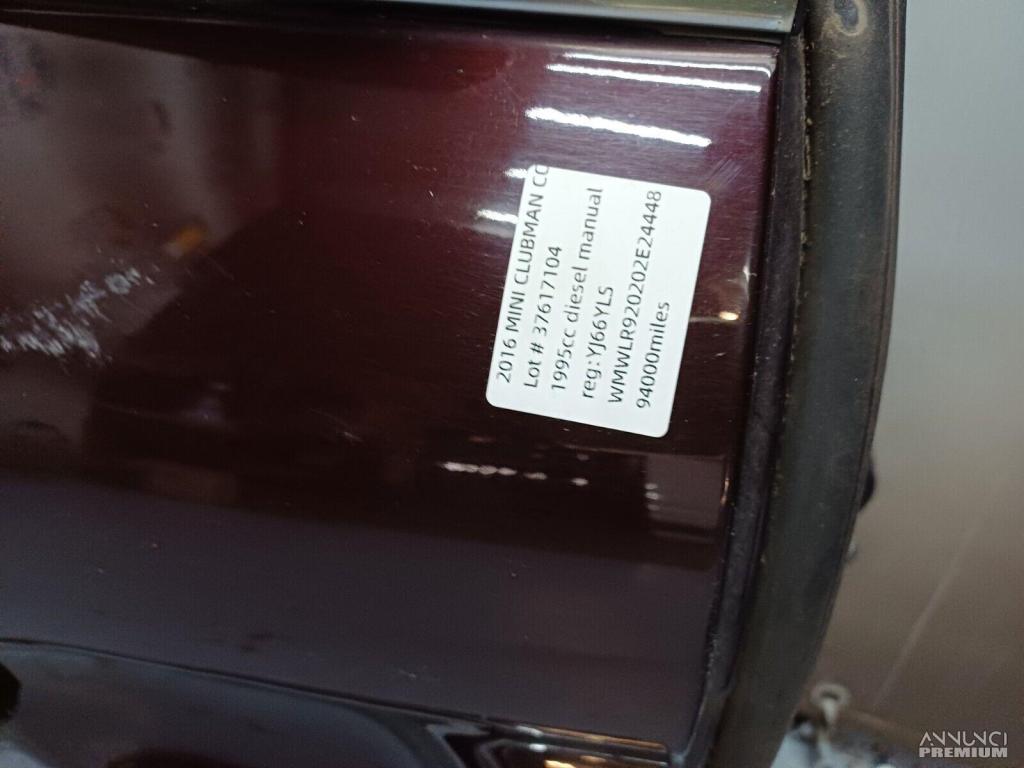 2016 MINI CLUBMAN CO
Lot # 37617104
1995cc diesel manual
reg:YJ66YLS
WMWLR920202E24448
94000miles
ANNUNCI
PREMIUM